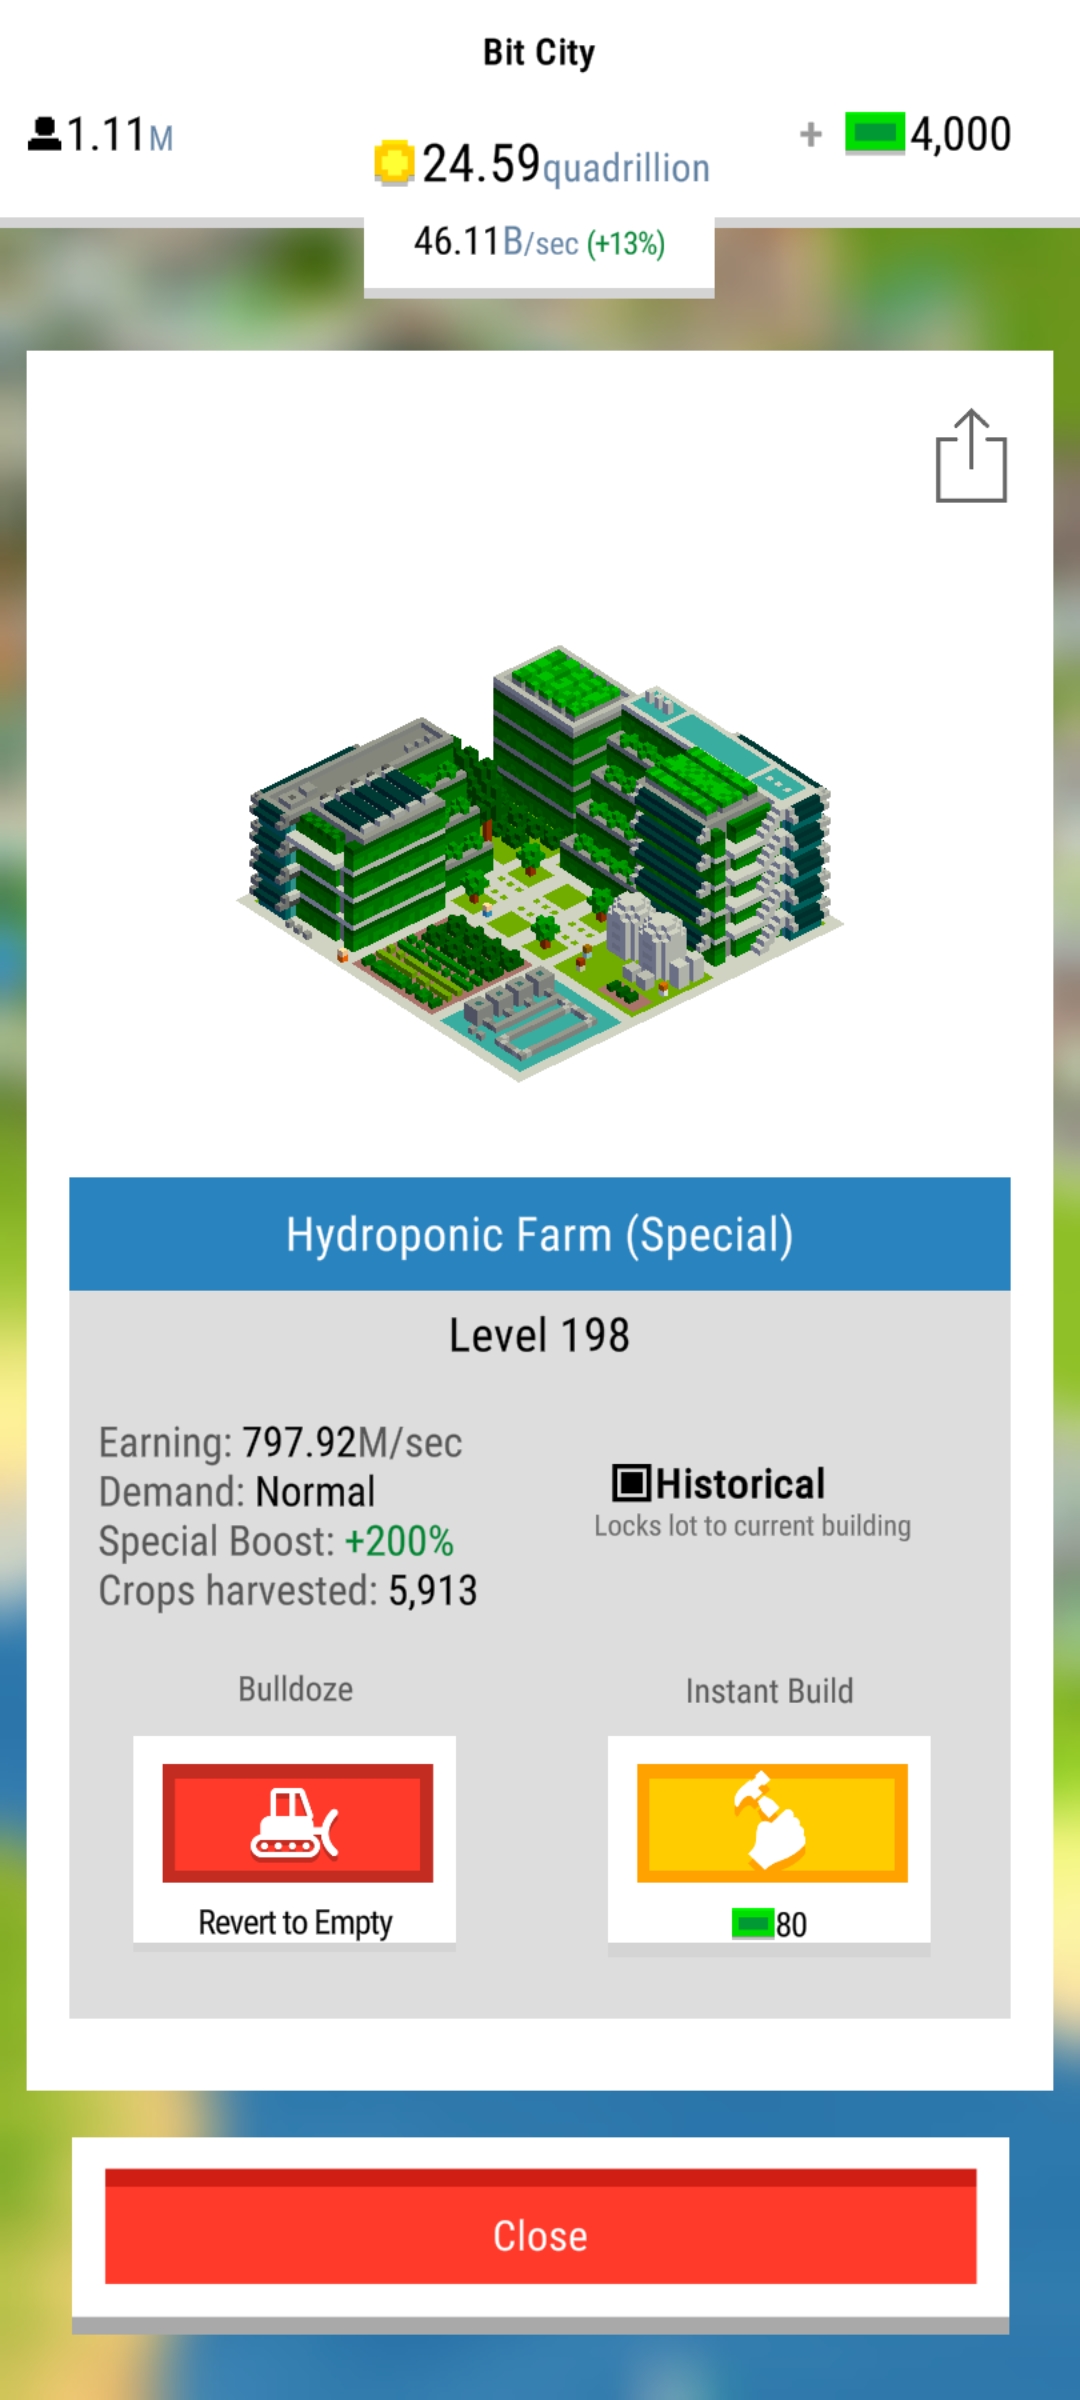 Bit City
1.11M
24.59quadrillion
+ 4,000
46.11B/sec (+13%)
Hydroponic Farm (Special)
Level 198
Earning: 797.92M/sec
Demand: Normal
Special Boost: +200%
Crops harvested: 5,913
Historical
Locks lot to current building
Bulldoze
Instant Build
Revert to Empty
80
Close